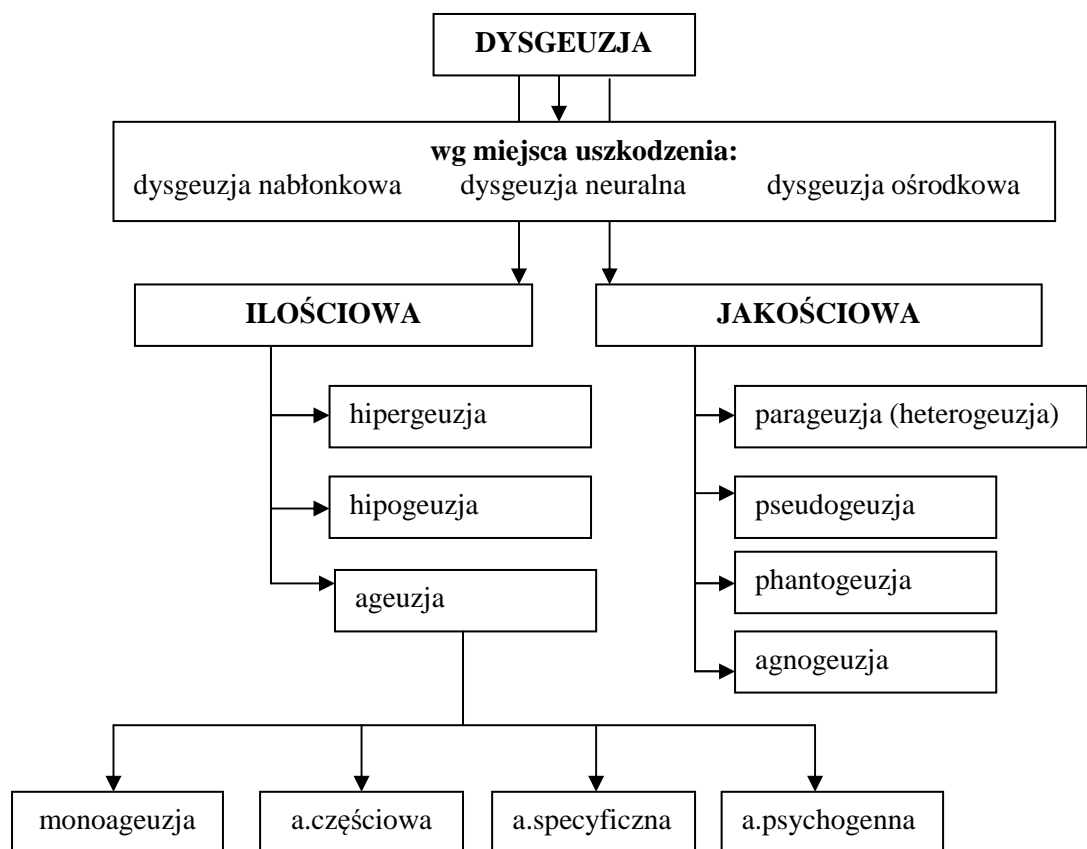 DYSGEUZJA
wg miejsca uszkodzenia:
dysgeuzja nabłonkowa dysgeuzja neuralna dysgeuzja ośrodkowa
ILOŚCIOWA
JAKOŚCIOWA
hipergeuzja
hipogeuzja
ageuzja
parageuzja (heterogeuzja)
pseudogeuzja
phantogeuzja
agnogeuzja
monoageuzja
a.częściowa
a.specyficzna
a.psychogenna